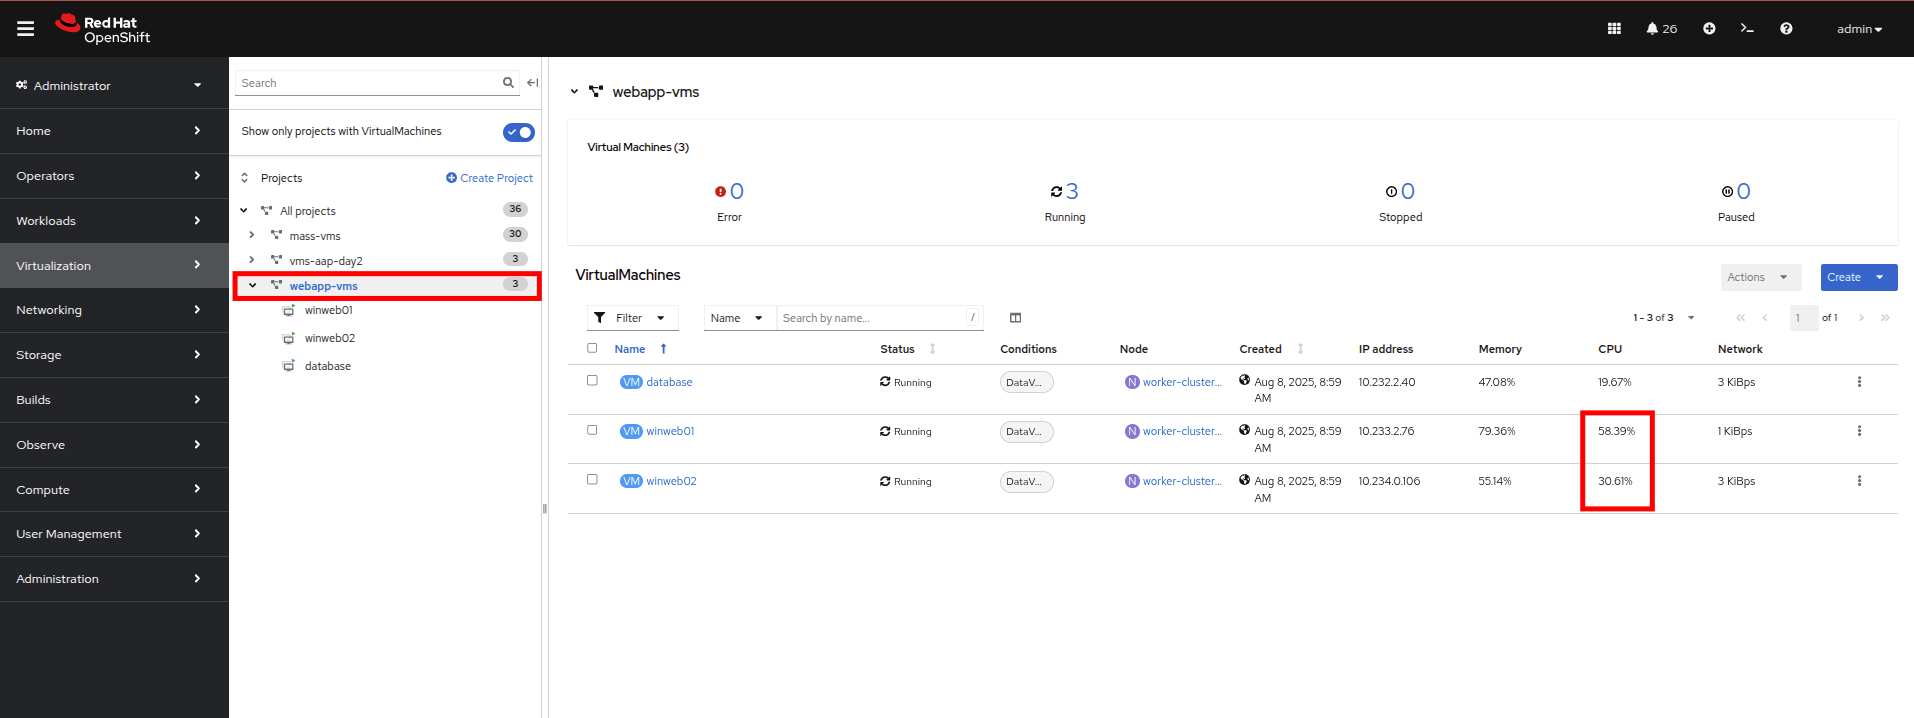 Red Hat
OpenShift
26
admin
Administrator
Home
Operators
Workloads
Virtualization
Networking
Storage
Builds
Observe
Compute
User Management
Administration
Search
Show only projects with VirtualMachines
Projects
Create Project
All projects 36
mass-vms 30
vms-aap-day2 3
webapp-vms 3
winweb01
winweb02
database
webapp-vms
Virtual Machines (3)
0 3 0 0
Error Running Stopped Paused
VirtualMachines
Actions Create
Filter Name Search by name... / 1 - 3 of 3 1 of 1
Name Status Conditions Node Created IP address Memory CPU Network
VM database Running DataV... N worker-cluster... Aug 8, 2025, 8:59 10.232.2.40 47.08% 19.67% 3 KiBps
AM
VM winweb01 Running DataV... N worker-cluster... Aug 8, 2025, 8:59 10.233.2.76 79.36% 58.39% 1 KiBps
AM
VM winweb02 Running DataV... N worker-cluster... Aug 8, 2025, 8:59 10.234.0.106 55.14% 30.61% 3 KiBps
AM